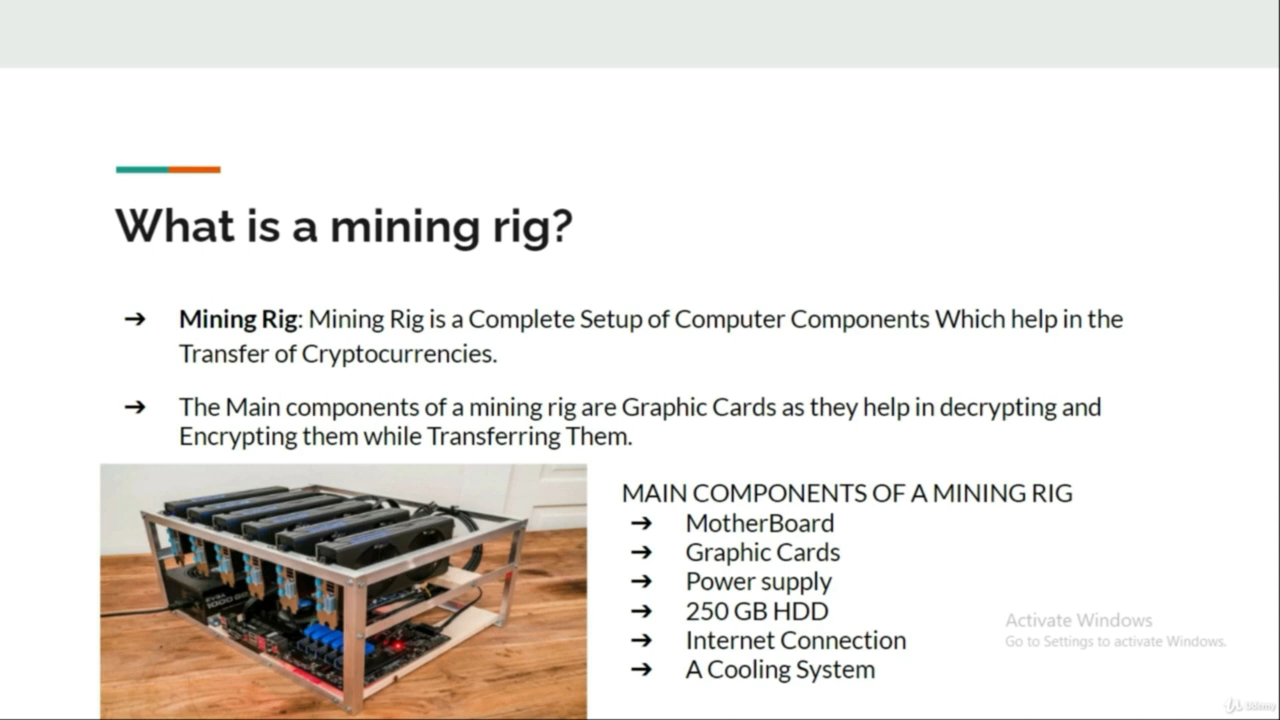 What is a mining rig?
➔ Mining Rig: Mining Rig is a Complete Setup of Computer Components Which help in the
Transfer of Cryptocurrencies.
➔ The Main components of a mining rig are Graphic Cards as they help in decrypting and
Encrypting them while Transferring Them.
MAIN COMPONENTS OF A MINING RIG
➔ MotherBoard
➔ Graphic Cards
➔ Power supply
➔ 250 GB HDD
➔ Internet Connection
➔ A Cooling System
Activate Windows
Go to Settings to activate Windows.
Udemy